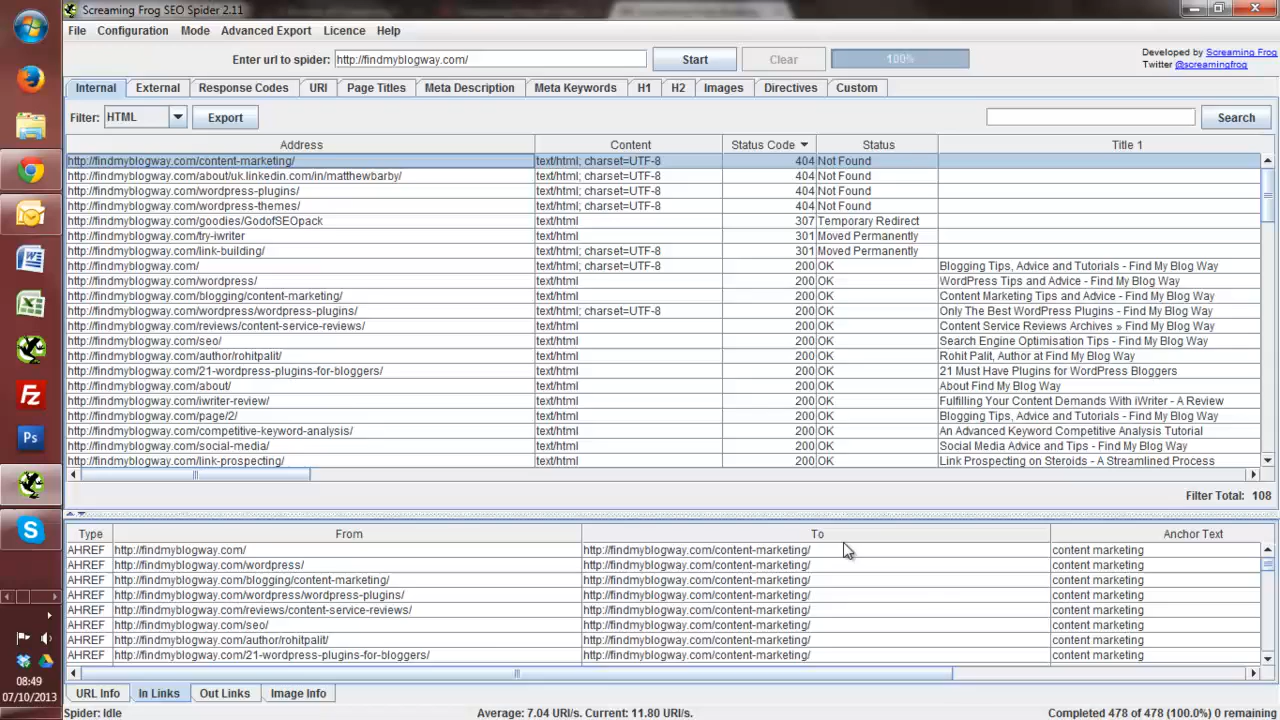 Screaming Frog SEO Spider 2.11
File Configuration Mode Advanced Export Licence Help
Enter url to spider: http://findmyblogway.com/ Start Clear 100% Developed by Screaming Frog
Twitter @screamingfrog
Internal External Response Codes URI Page Titles Meta Description Meta Keywords H1 H2 Images Directives Custom
Filter: HTML Export Search
Address Content Status Code Status Title 1
http://findmyblogway.com/content-marketing/ text/html; charset=UTF-8 404 Not Found
http://findmyblogway.com/about/uk.linkedin.com/in/matthewbarby/ text/html; charset=UTF-8 404 Not Found
http://findmyblogway.com/wordpress-plugins/ text/html; charset=UTF-8 404 Not Found
http://findmyblogway.com/wordpress-themes/ text/html; charset=UTF-8 404 Not Found
http://findmyblogway.com/goodies/GodofSEOpack text/html 307 Temporary Redirect
http://findmyblogway.com/try-iwriter text/html 301 Moved Permanently
http://findmyblogway.com/link-building/ text/html 301 Moved Permanently
http://findmyblogway.com/ text/html; charset=UTF-8 200 OK Blogging Tips, Advice and Tutorials - Find My Blog Way
http://findmyblogway.com/wordpress/ text/html 200 OK WordPress Tips and Advice - Find My Blog Way
http://findmyblogway.com/blogging/content-marketing/ text/html 200 OK Content Marketing Tips and Advice - Find My Blog Way
http://findmyblogway.com/wordpress/wordpress-plugins/ text/html; charset=UTF-8 200 OK Only The Best WordPress Plugins - Find My Blog Way
http://findmyblogway.com/reviews/content-service-reviews/ text/html 200 OK Content Service Reviews Archives » Find My Blog Way
http://findmyblogway.com/seo/ text/html 200 OK Search Engine Optimisation Tips - Find My Blog Way
http://findmyblogway.com/author/rohitpalit/ text/html 200 OK Rohit Palit, Author at Find My Blog Way
http://findmyblogway.com/21-wordpress-plugins-for-bloggers/ text/html 200 OK 21 Must Have Plugins for WordPress Bloggers
http://findmyblogway.com/about/ text/html 200 OK About Find My Blog Way
http://findmyblogway.com/iwriter-review/ text/html 200 OK Fulfilling Your Content Demands With iWriter - A Review
http://findmyblogway.com/page/2/ text/html 200 OK Blogging Tips, Advice and Tutorials - Find My Blog Way
http://findmyblogway.com/competitive-keyword-analysis/ text/html 200 OK An Advanced Keyword Competitive Analysis Tutorial
http://findmyblogway.com/social-media/ text/html 200 OK Social Media Advice and Tips - Find My Blog Way
http://findmyblogway.com/link-prospecting/ text/html 200 OK Link Prospecting on Steroids - A Streamlined Process
Filter Total: 108
Type From To Anchor Text
AHREF http://findmyblogway.com/ http://findmyblogway.com/content-marketing/ content marketing
AHREF http://findmyblogway.com/wordpress/ http://findmyblogway.com/content-marketing/ content marketing
AHREF http://findmyblogway.com/blogging/content-marketing/ http://findmyblogway.com/content-marketing/ content marketing
AHREF http://findmyblogway.com/wordpress/wordpress-plugins/ http://findmyblogway.com/content-marketing/ content marketing
AHREF http://findmyblogway.com/reviews/content-service-reviews/ http://findmyblogway.com/content-marketing/ content marketing
AHREF http://findmyblogway.com/seo/ http://findmyblogway.com/content-marketing/ content marketing
AHREF http://findmyblogway.com/author/rohitpalit/ http://findmyblogway.com/content-marketing/ content marketing
AHREF http://findmyblogway.com/21-wordpress-plugins-for-bloggers/ http://findmyblogway.com/content-marketing/ content marketing
URL Info In Links Out Links Image Info
Spider: Idle Average: 7.04 URI/s. Current: 11.80 URI/s. Completed 478 of 478 (100.0%) 0 remaining
Fz
Ps
08:49
07/10/2013